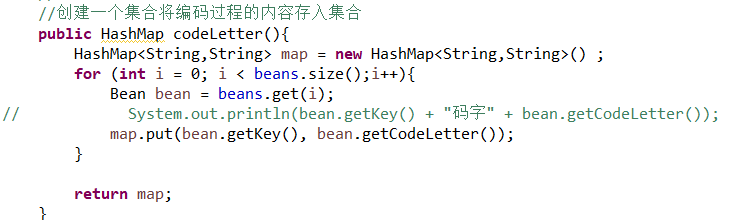 //创建一个集合将编码过程的内容存入集合
public HashMap codeLetter(){
HashMap<String,String> map = new HashMap<String,String>() ;
for (int i = 0; i < beans.size();i++){
Bean bean = beans.get(i);
// System.out.println(bean.getKey() + "码字" + bean.getCodeLetter());
map.put(bean.getKey(), bean.getCodeLetter());
}
return map;
}